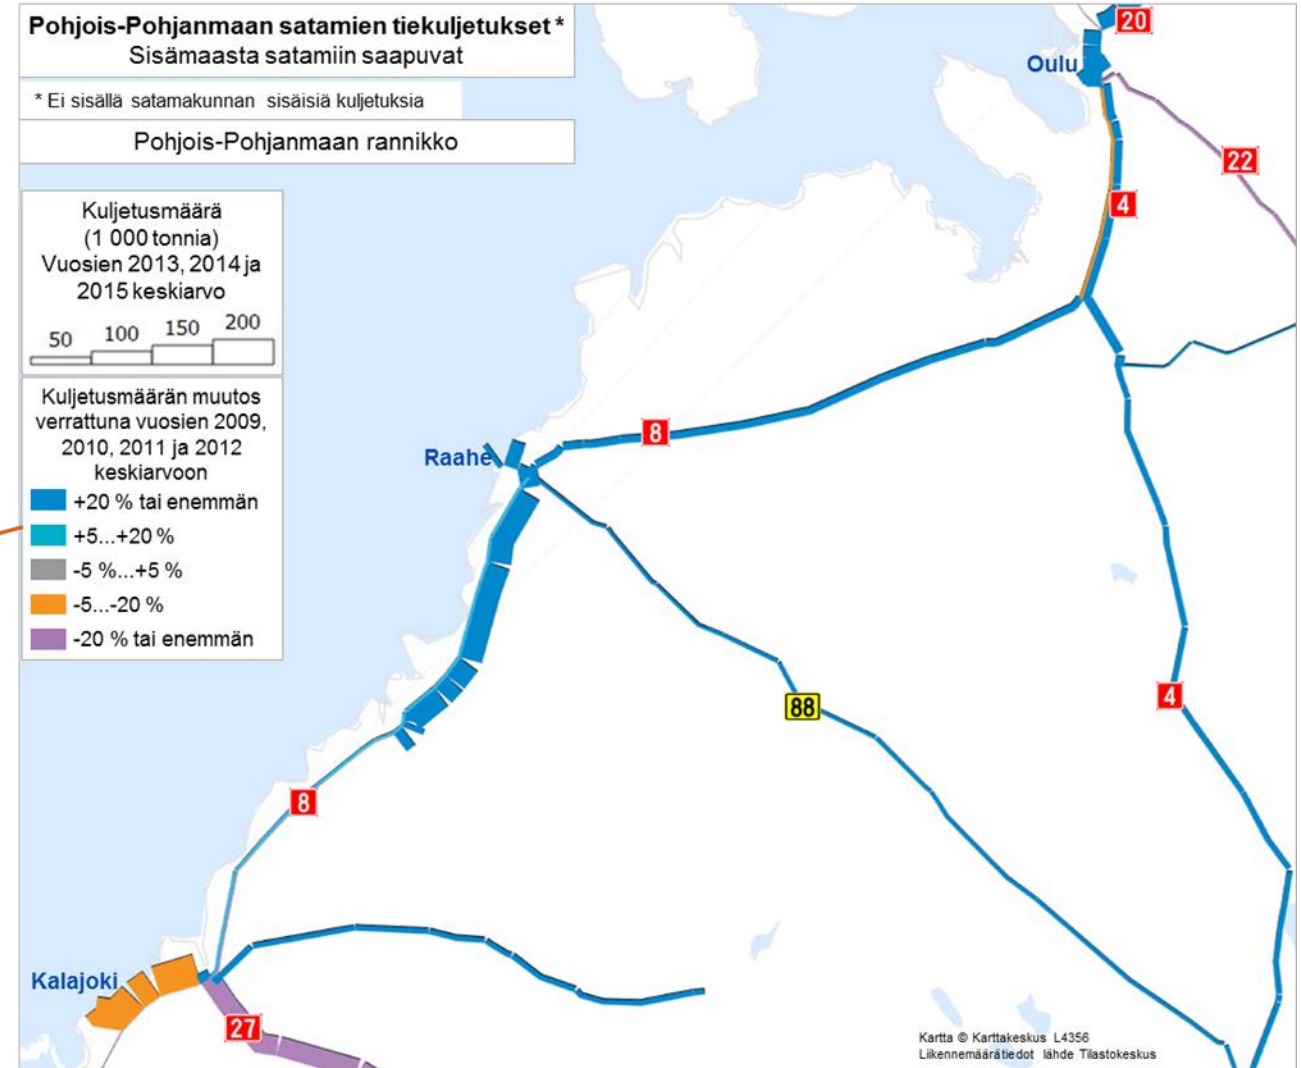 Pohjois-Pohjanmaan satamien tiekuljetukset *
Sisämaasta satamiin saapuvat
* Ei sisällä satamakunnan sisäisiä kuljetuksia
Pohjois-Pohjanmaan rannikko
Kuljetusmäärä
(1 000 tonnia)
Vuosien 2013, 2014 ja
2015 keskiarvo
50 100 150 200
Kuljetusmäärän muutos
verrattuna vuosien 2009,
2010, 2011 ja 2012
keskiarvoon
+20 % tai enemmän
+5...+20 %
-5 %...+5 %
-5...-20 %
-20 % tai enemmän
20
Oulu
22
4
8
Raahe
88
4
8
Kalajoki
27
Kartta © Karttakeskus L4356
Liikennemäärätiedot lähde Tilastokeskus